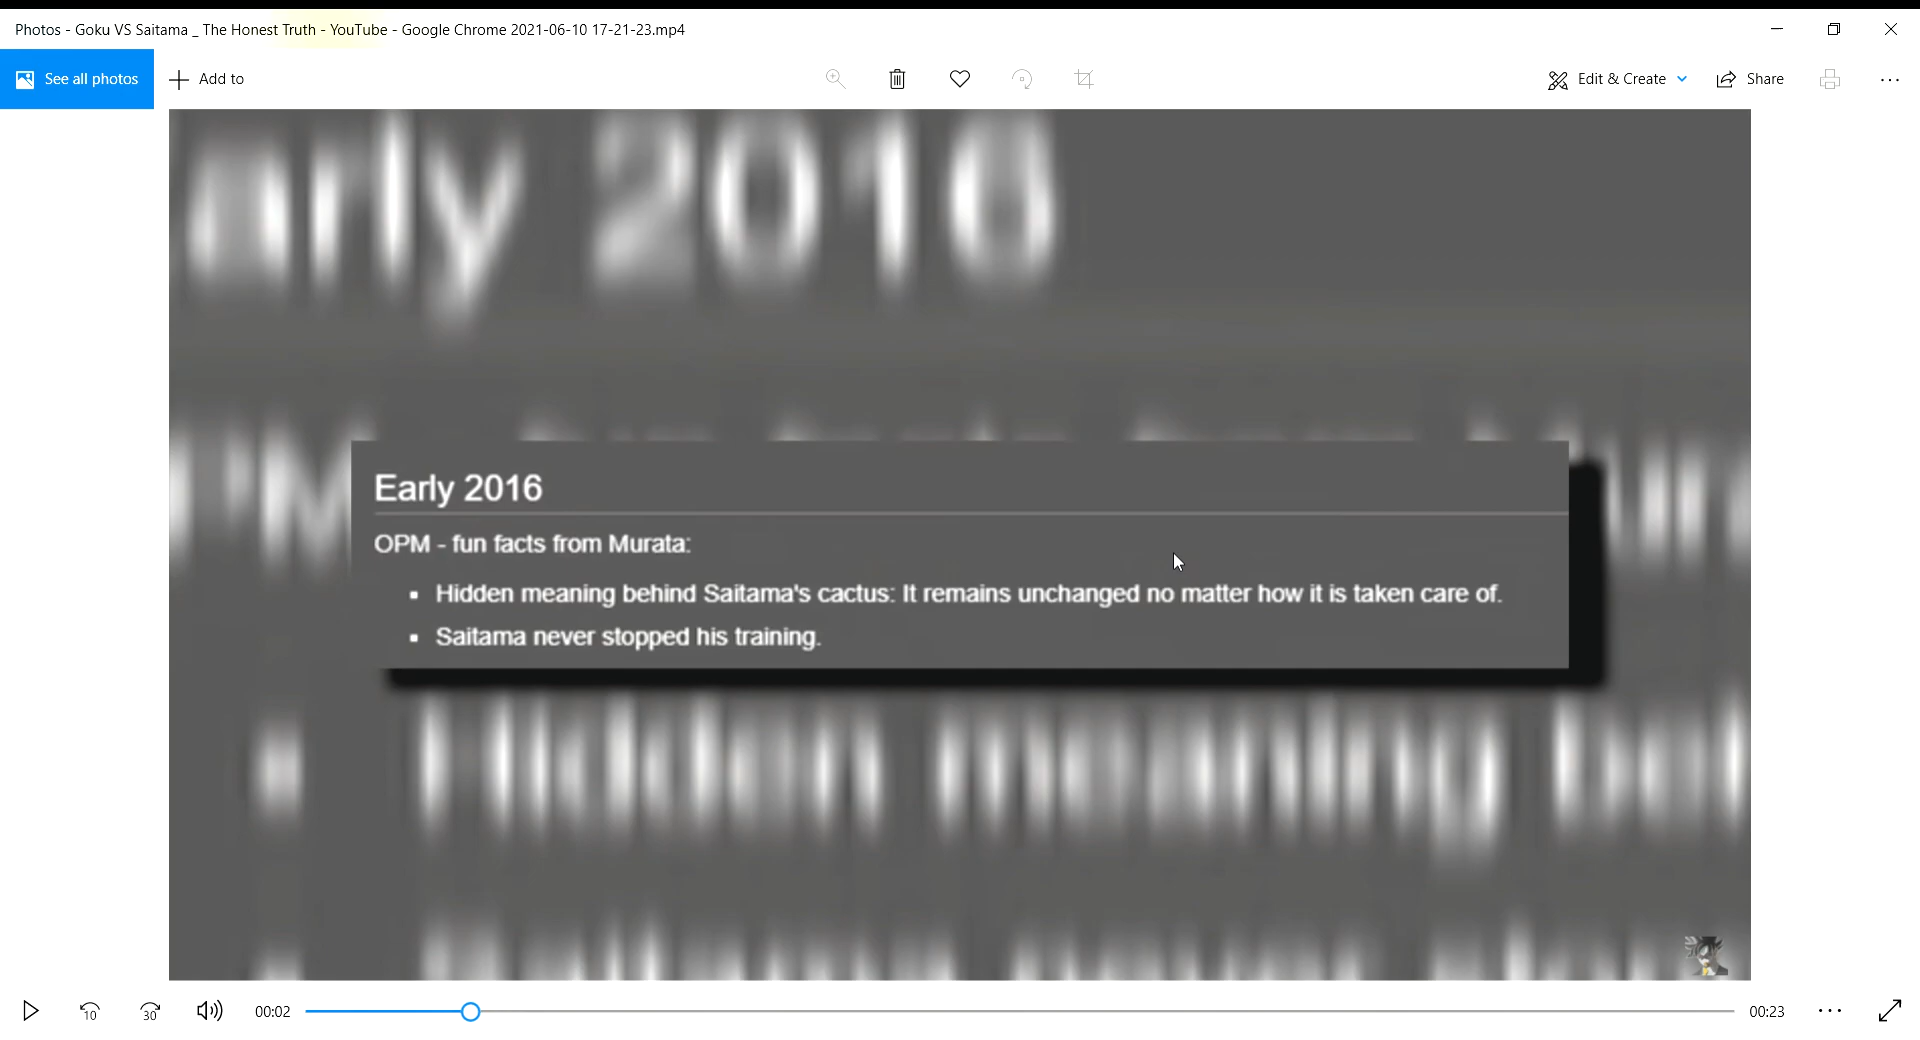 Photos - Goku VS Saitama _ The Honest Truth - YouTube - Google Chrome 2021-06-10 17-21-23.mp4
See all photos
Add to
Edit & Create
Share
Early 2016
OPM - fun facts from Murata:
▪ Hidden meaning behind Saitama's cactus: It remains unchanged no matter how it is taken care of.
▪ Saitama never stopped his training.
10
30
00:02
00:23